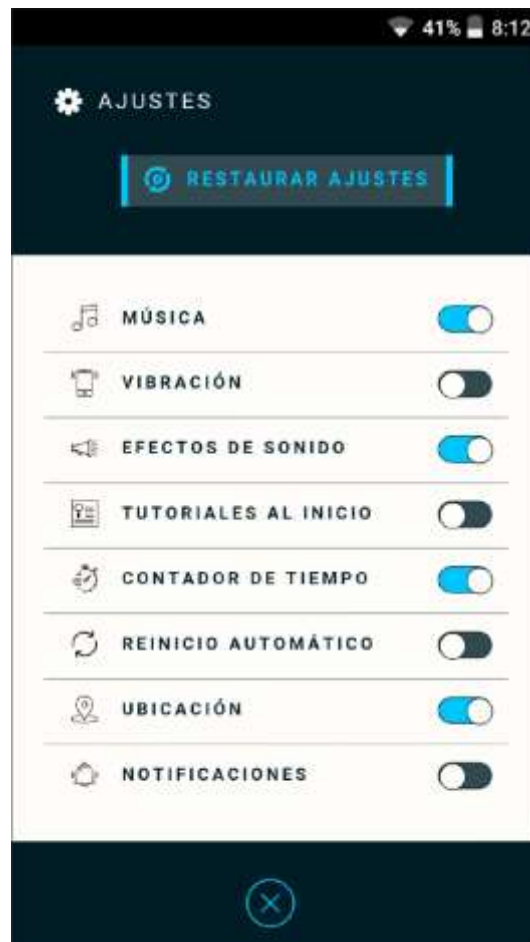 41% 8:12
AJUSTES
RESTAURAR AJUSTES
MÚSICA
VIBRACIÓN
EFECTOS DE SONIDO
TUTORIALES AL INICIO
CONTADOR DE TIEMPO
REINICIO AUTOMÁTICO
UBICACIÓN
NOTIFICACIONES